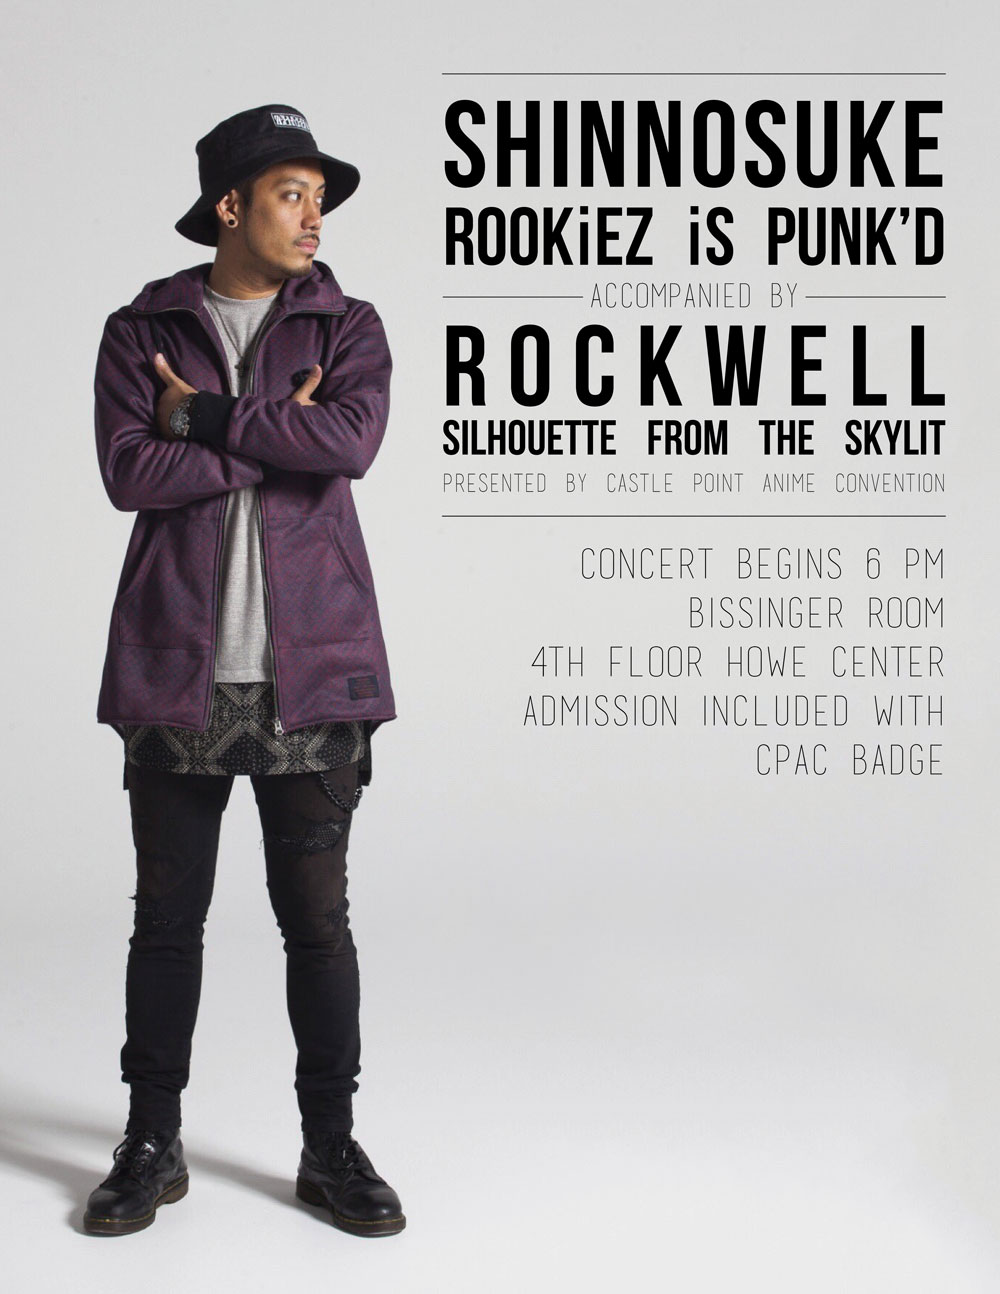 SHINNOSUKE
ROOKiEZ iS PUNK'D
ACCOMPANIED BY
ROCKWELL
SILHOUETTE FROM THE SKYLIT
PRESENTED BY CASTLE POINT ANIME CONVENTION
CONCERT BEGINS 6 PM
BISSINGER ROOM
4TH FLOOR HOWE CENTER
ADMISSION INCLUDED WITH
CPAC BADGE